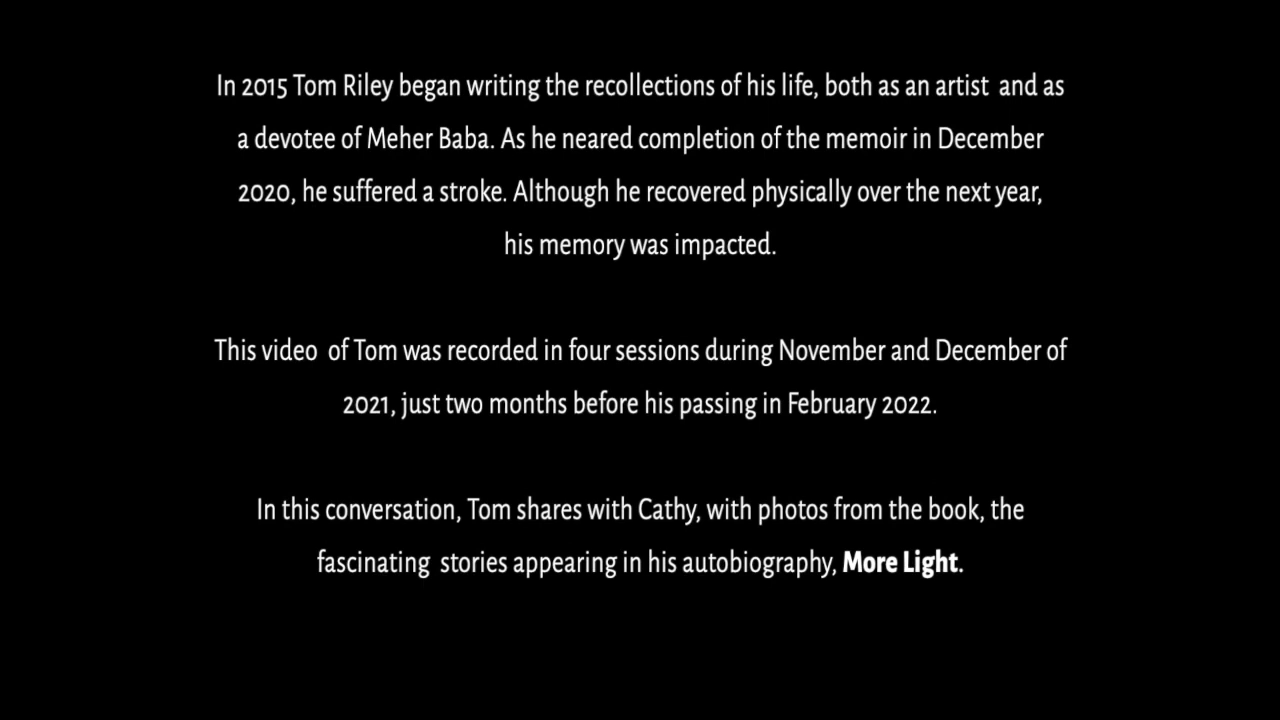 In 2015 Tom Riley began writing the recollections of his life, both as an artist  and as
a devotee of Meher Baba. As he neared completion of the memoir in December
2020, he suffered a stroke. Although he recovered physically over the next year,
his memory was impacted.
This video  of Tom was recorded in four sessions during November and December of
2021, just two months before his passing in February 2022.
In this conversation, Tom shares with Cathy, with photos from the book, the
fascinating  stories appearing in his autobiography, More Light.